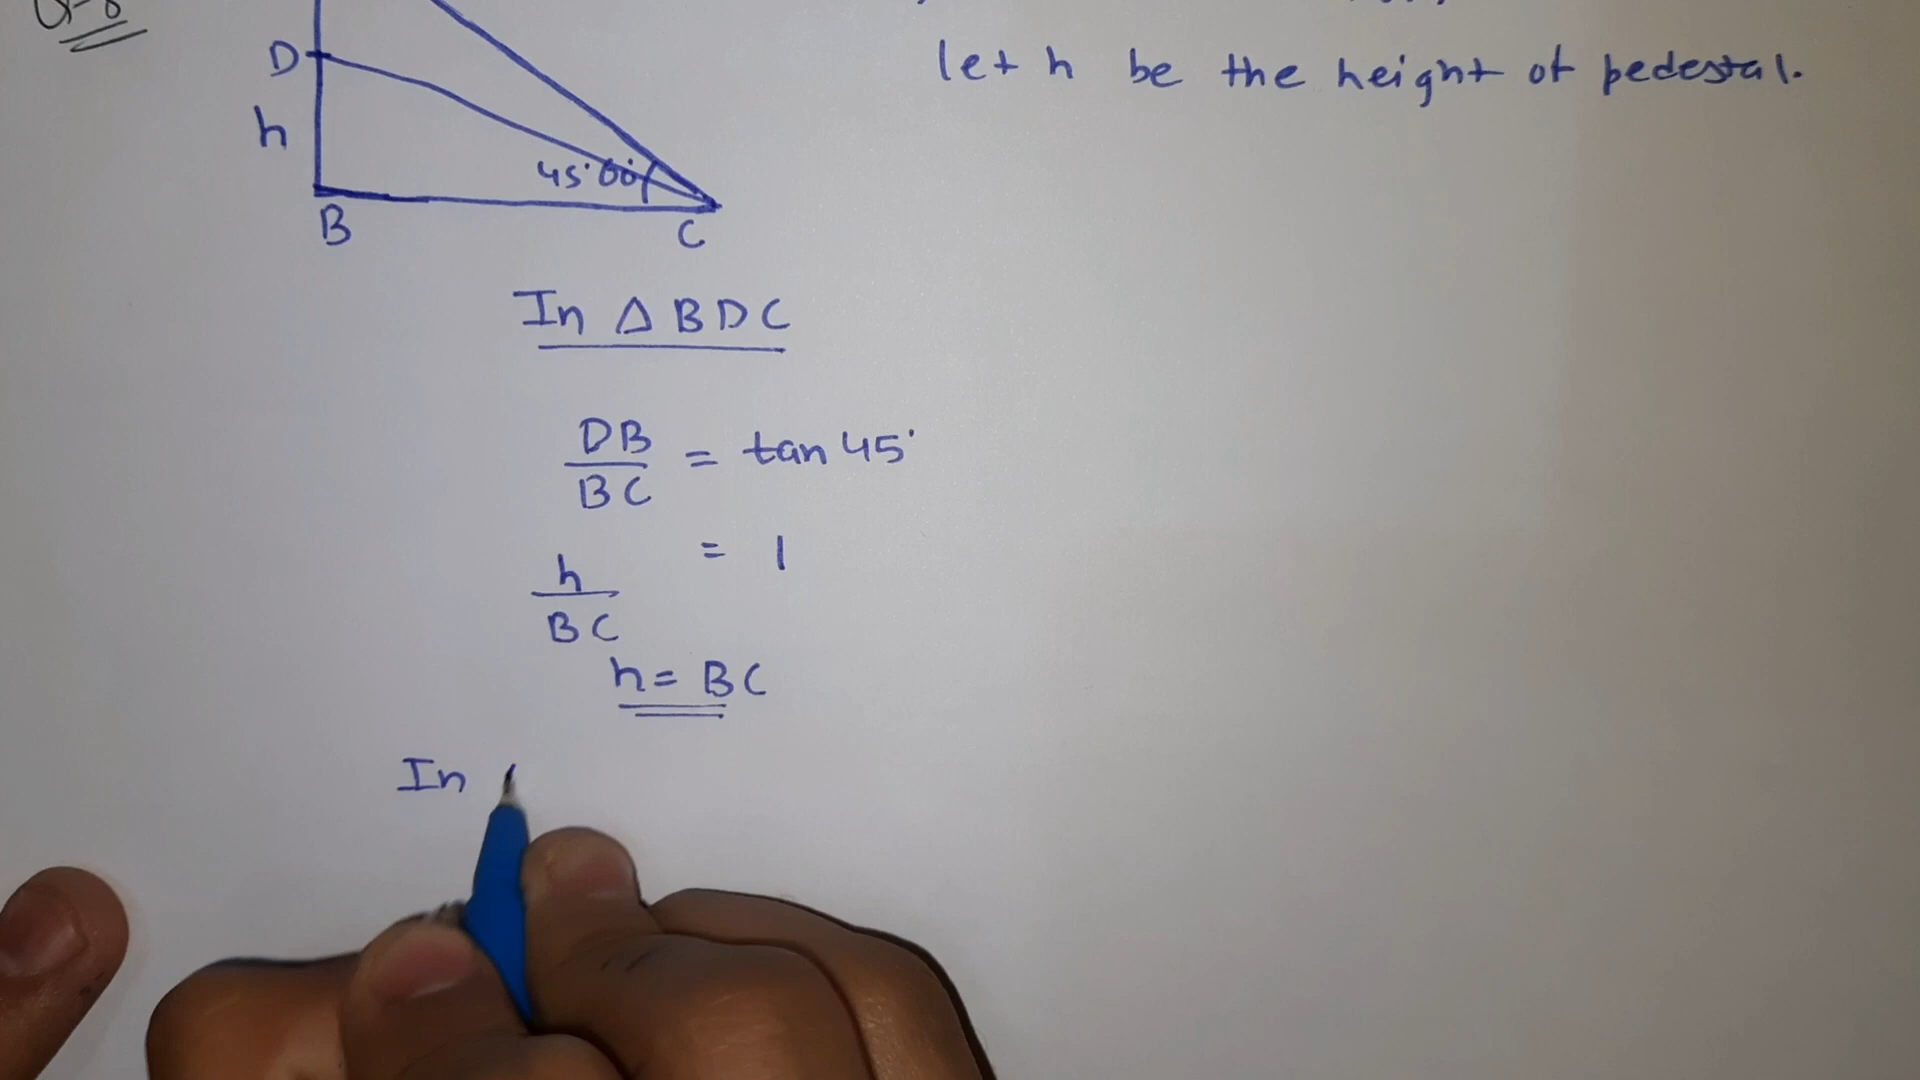 let h be the height of pedestal.
D
h
45° 60°
B
C
In Δ BDC
DB
BC
= tan 45°
h
BC
= 1
h = BC
In